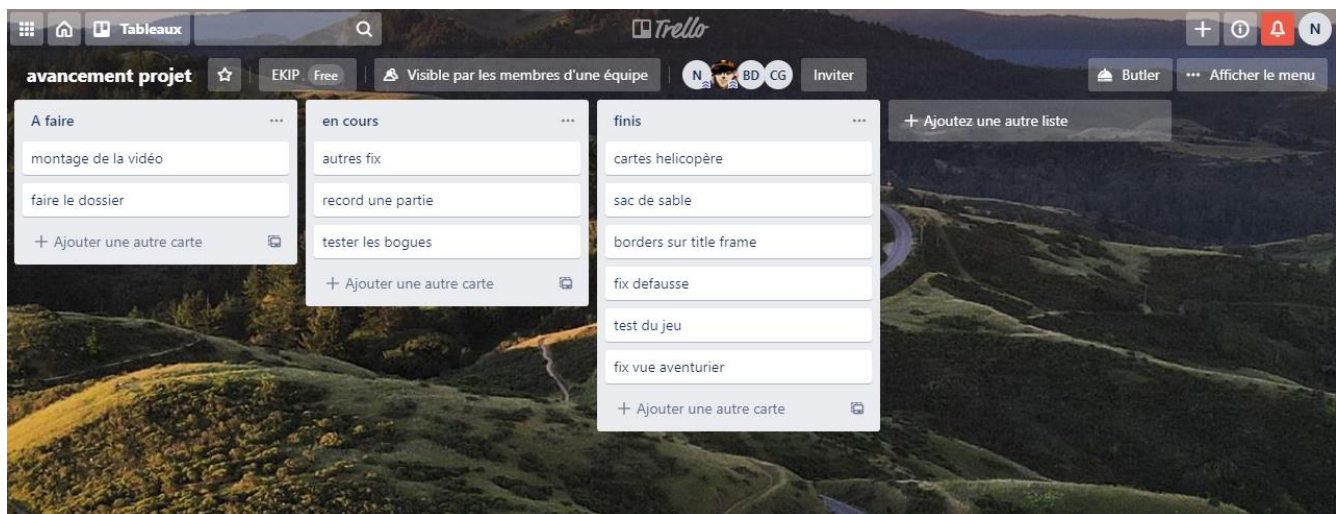 Tableaux
Trello
N
avancement projet
EKIP. Free
Visible par les membres d'une équipe
N BD CG
Inviter
Butler
Afficher le menu
A faire
montage de la vidéo
faire le dossier
+ Ajouter une autre carte
en cours
autres fix
record une partie
tester les bogues
+ Ajouter une autre carte
finis
cartes helicopère
sac de sable
borders sur title frame
fix defausse
test du jeu
fix vue aventurier
+ Ajouter une autre carte
+ Ajoutez une autre liste